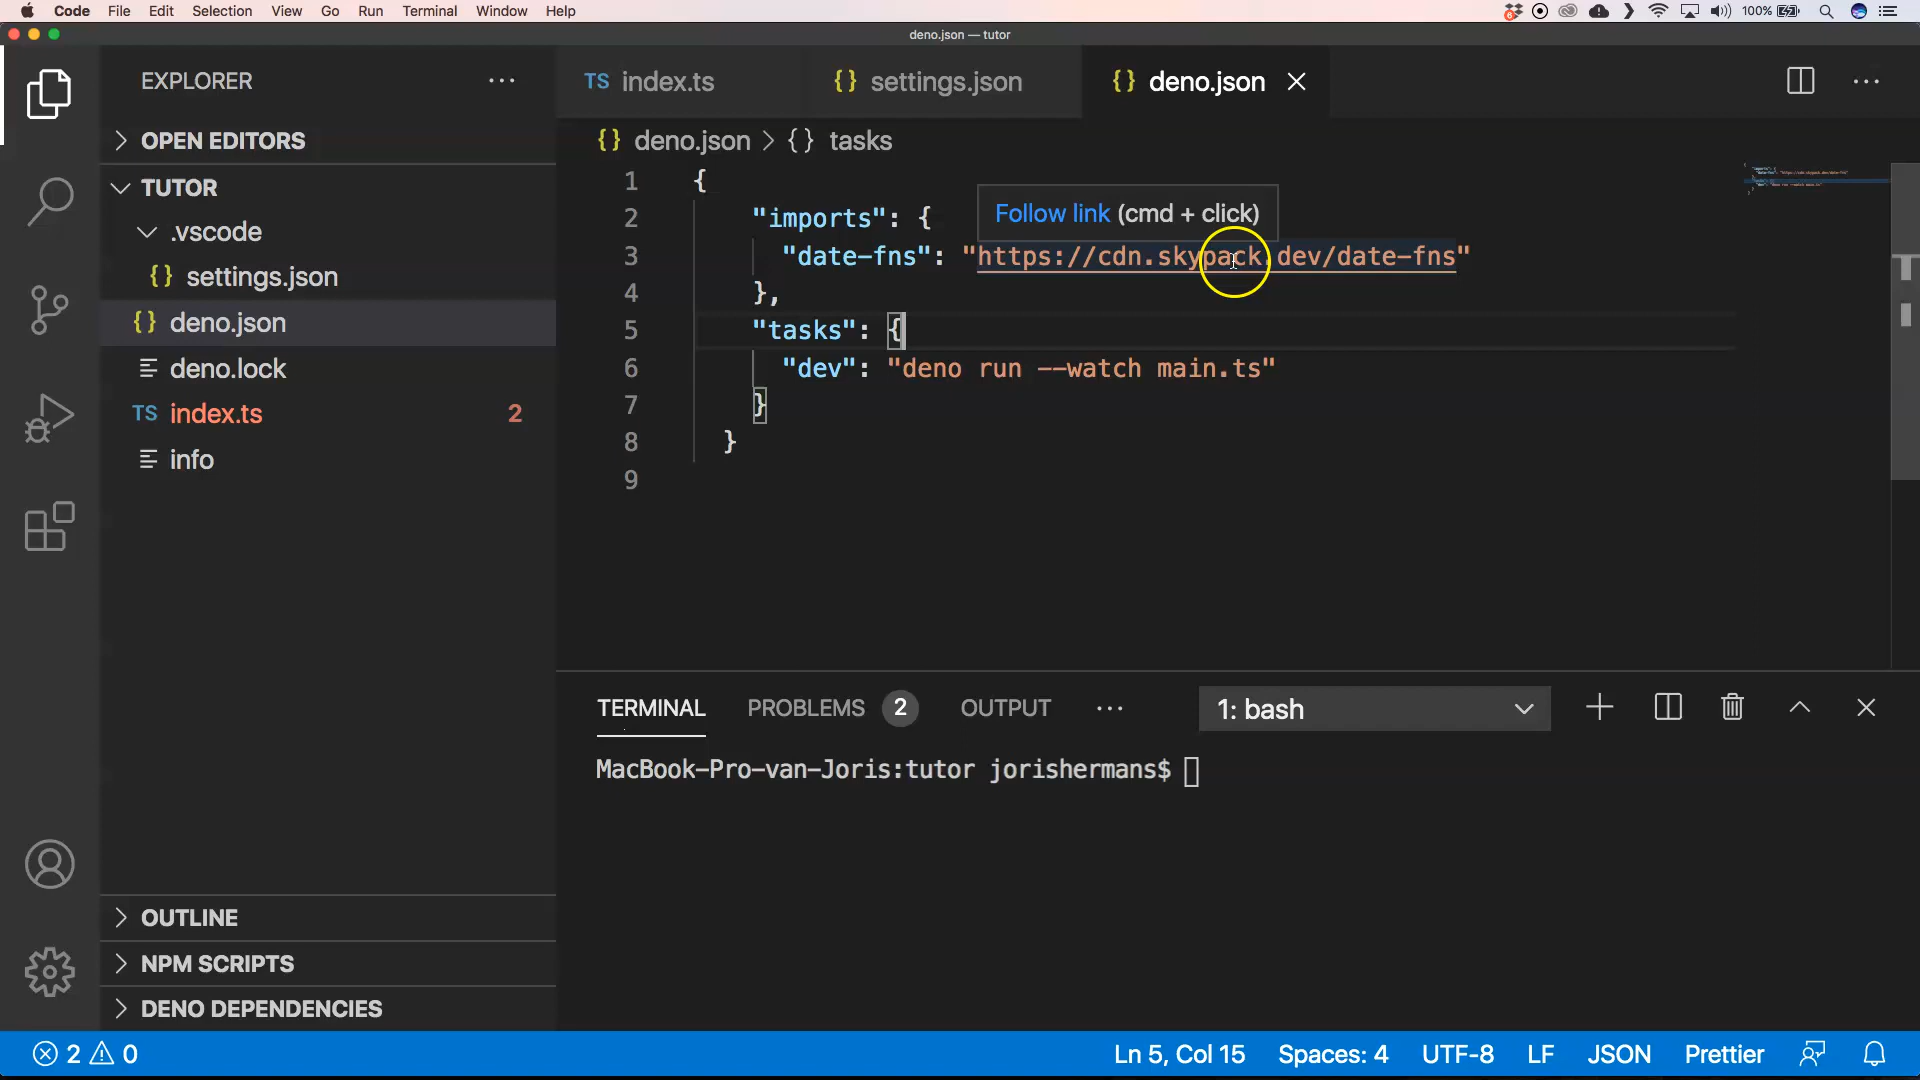 Code File Edit Selection View Go Run Terminal Window Help 6 100%
deno.json — tutor
EXPLORER
OPEN EDITORS
TUTOR
.vscode
{} settings.json
{} deno.json
deno.lock
TS index.ts 2
info
OUTLINE
NPM SCRIPTS
DENO DEPENDENCIES
TS index.ts {} settings.json {} deno.json
{} deno.json > {} tasks
1 {
Follow link (cmd + click)
2 "imports": {
3 "date-fns": "https://cdn.skypack.dev/date-fns"
4 },
5 "tasks": {
6 "dev": "deno run --watch main.ts"
7 }
8 }
9
TERMINAL PROBLEMS 2 OUTPUT ··· 1: bash
MacBook-Pro-van-Joris:tutor jorishermans$
2 0 Ln 5, Col 15 Spaces: 4 UTF-8 LF JSON Prettier